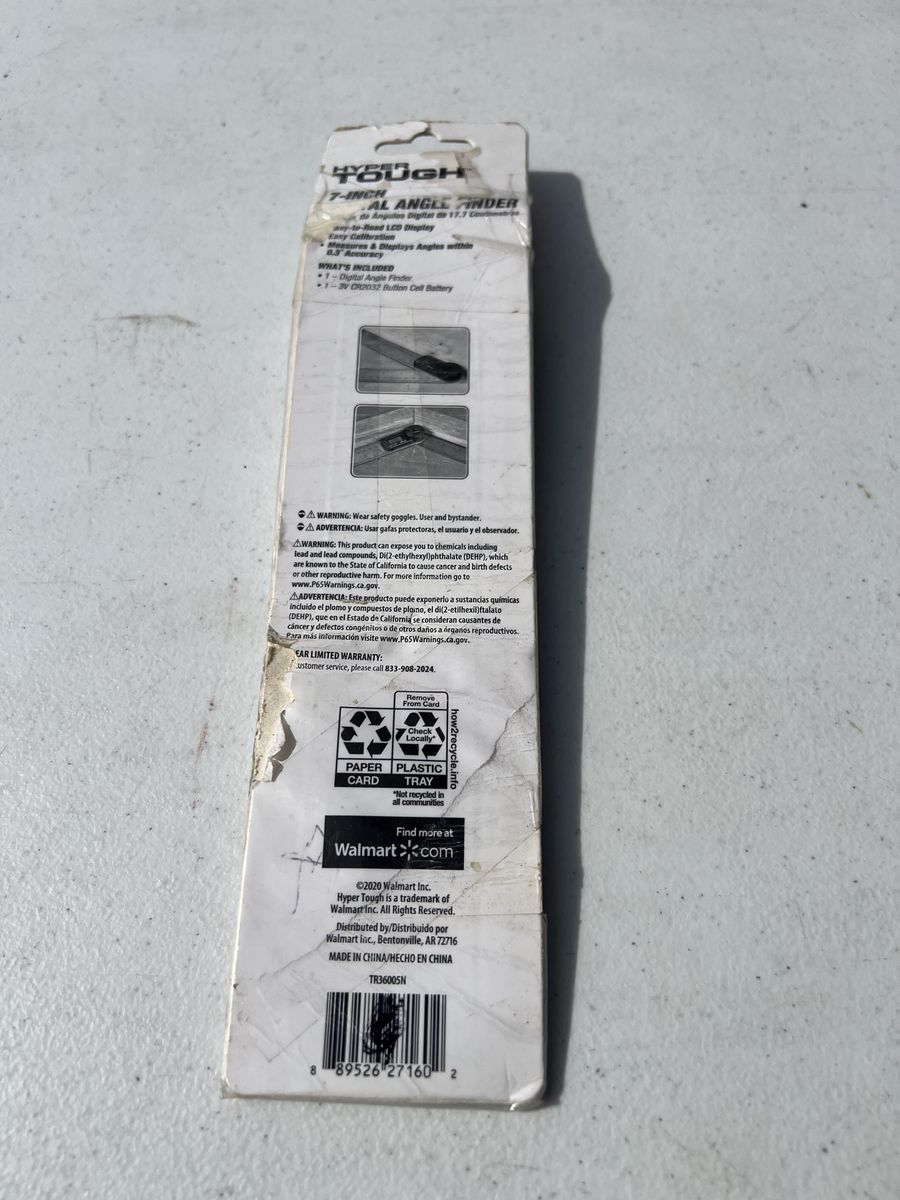 HYPER
TOUGH
7-INCH
AL ANGLE FINDER
de Ángulos Digital de 17.7 Centímetros
Easy-to-Read LCD Display
Easy Calibration
• Measures & Displays Angles within
0.3° Accuracy
WHAT'S INCLUDED
• 1 – Digital Angle Finder
• 1 – 3V CR2032 Button Cell Battery
WARNING: Wear safety goggles. User and bystander.
ADVERTENCIA: Usar gafas protectoras, el usuario y el observador.
WARNING: This product can expose you to chemicals including
lead and lead compounds, Di(2-ethylhexyl)phthalate (DEHP), which
are known to the State of California to cause cancer and birth defects
or other reproductive harm. For more information go to
www.P65Warnings.ca.gov.
ADVERTENCIA: Este producto puede exponerlo a sustancias químicas
incluido el plomo y compuestos de plomo, el di(2-etilhexil)ftalato
(DEHP), que en el Estado de California se consideran causantes de
cáncer y defectos congénitos o de otros daños a órganos reproductivos.
Para más información visite www.P65Warnings.ca.gov.
EAR LIMITED WARRANTY:
ustomer service, please call 833-908-2024.
Remove
From Card
Check
Locally*
PAPER
PLASTIC
CARD
TRAY
how2recycle.info
*Not recycled in
all communities
Find more at
Walmart com
©2020 Walmart Inc.
Hyper Tough is a trademark of
Walmart Inc. All Rights Reserved.
Distributed by/Distribuido por
Walmart Inc., Bentonville, AR 72716
MADE IN CHINA/HECHO EN CHINA
TR36005N
8 89526 27160 2